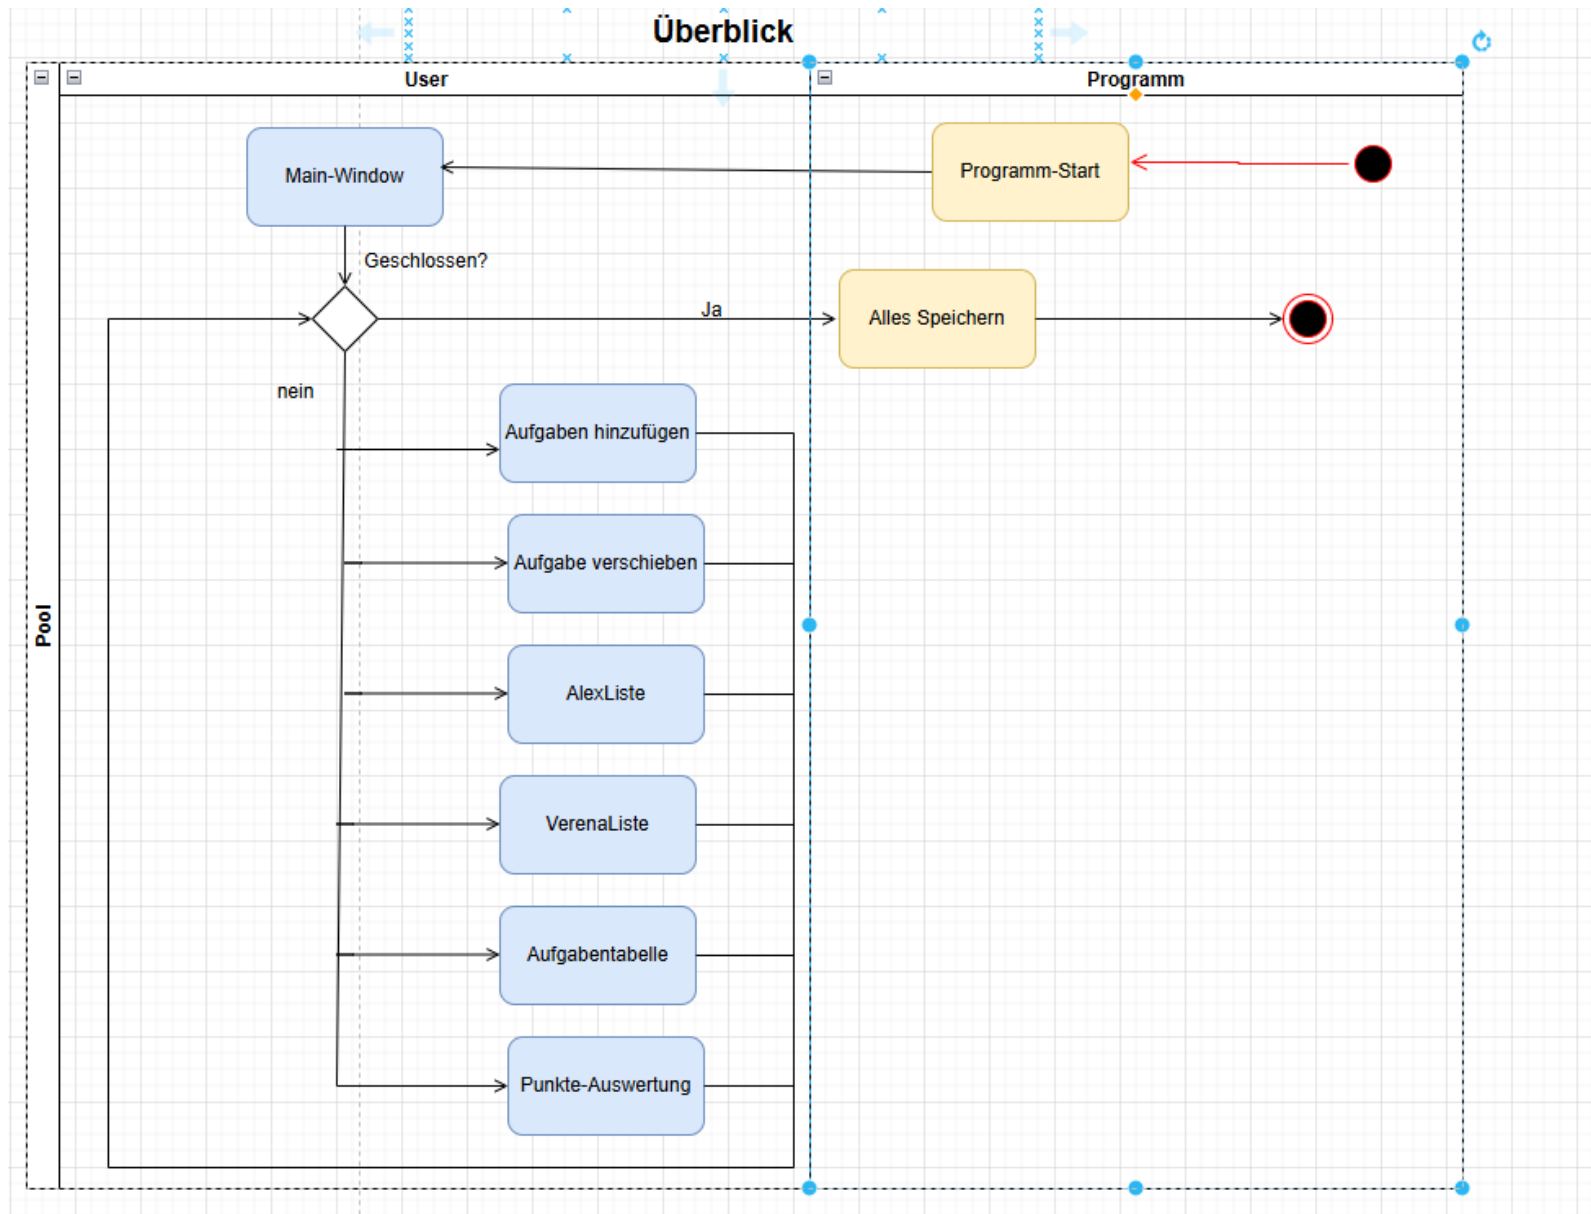 Überblick
User
Programm
Pool
Main-Window
Programm-Start
Geschlossen?
Ja
Alles Speichern
nein
Aufgaben hinzufügen
Aufgabe verschieben
AlexListe
VerenaListe
Aufgabentabelle
Punkte-Auswertung